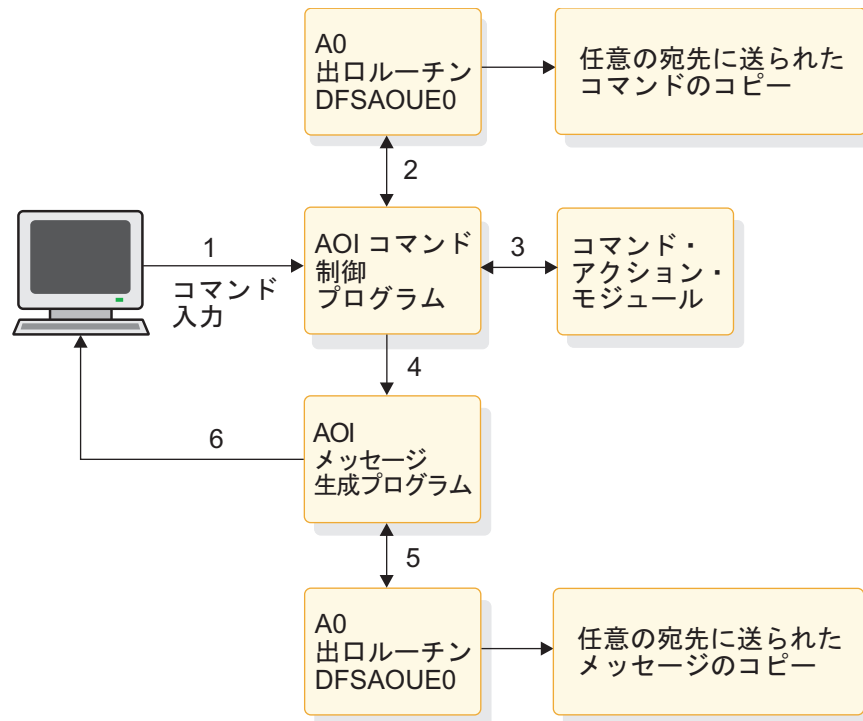 A0
出口ルーチン
DFSAOUE0
任意の宛先に送られた
コマンドのコピー
2
1
コマンド
入力
AOI コマンド
制御
プログラム
3
コマンド・
アクション・
モジュール
4
6
AOI
メッセージ
生成プログラム
5
A0
出口ルーチン
DFSAOUE0
任意の宛先に送られた
メッセージのコピー